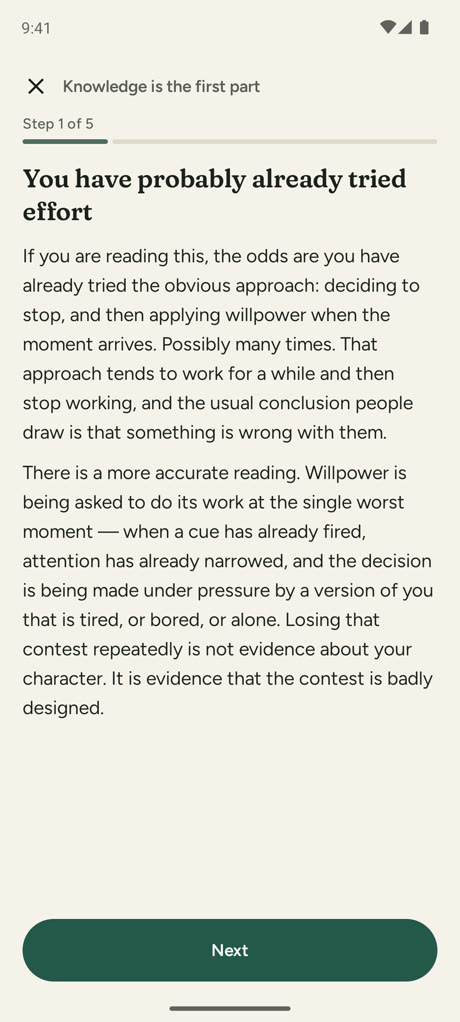 9:41
Knowledge is the first part
Step 1 of 5
You have probably already tried
effort
If you are reading this, the odds are you have
already tried the obvious approach: deciding to
stop, and then applying willpower when the
moment arrives. Possibly many times. That
approach tends to work for a while and then
stop working, and the usual conclusion people
draw is that something is wrong with them.
There is a more accurate reading. Willpower is
being asked to do its work at the single worst
moment — when a cue has already fired,
attention has already narrowed, and the decision
is being made under pressure by a version of you
that is tired, or bored, or alone. Losing that
contest repeatedly is not evidence about your
character. It is evidence that the contest is badly
designed.
Next